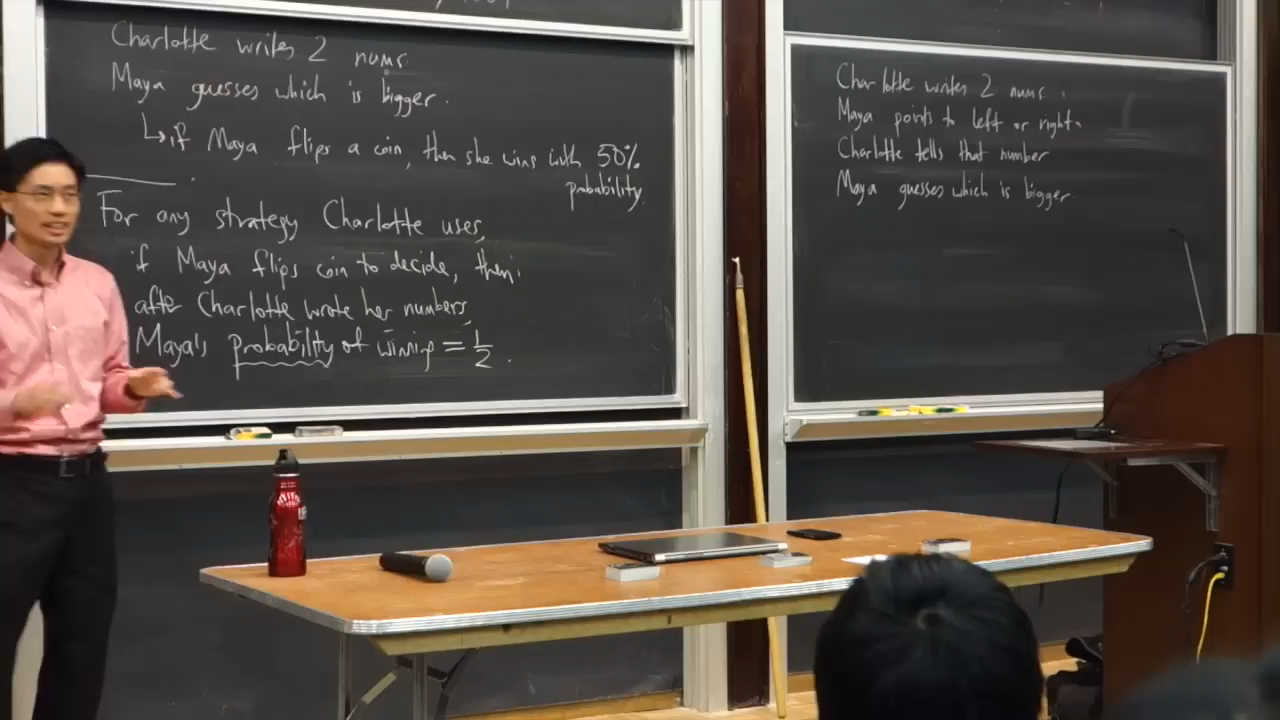 Charlotte writes 2 nums.
Maya guesses which is bigger.
↳ if Maya flips a coin, then she wins with 50%
probability.
For any strategy Charlotte uses,
if Maya flips coin to decide, then
after Charlotte wrote her numbers,
Maya's probability of winning = 1/2.
Charlotte writes 2 nums.
Maya points to left or right.
Charlotte tells that number
Maya guesses which is bigger.